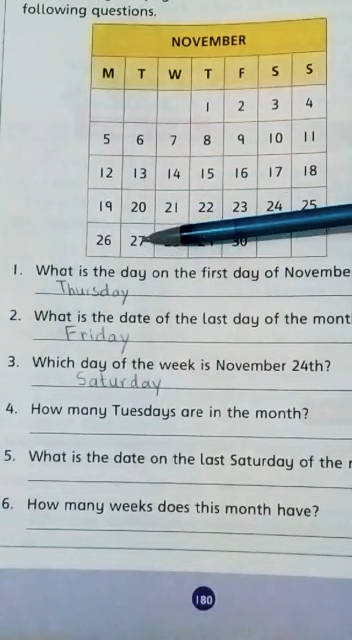 following questions.
NOVEMBER
M T W T F S S
1 2 3 4
5 6 7 8 9 10 11
12 13 14 15 16 17 18
19 20 21 22 23 24 25
26 27 30
1. What is the day on the first day of Novembe
Thursday
2. What is the date of the last day of the mont
Friday
3. Which day of the week is November 24th?
Saturday
4. How many Tuesdays are in the month?
5. What is the date on the last Saturday of the
6. How many weeks does this month have?
180